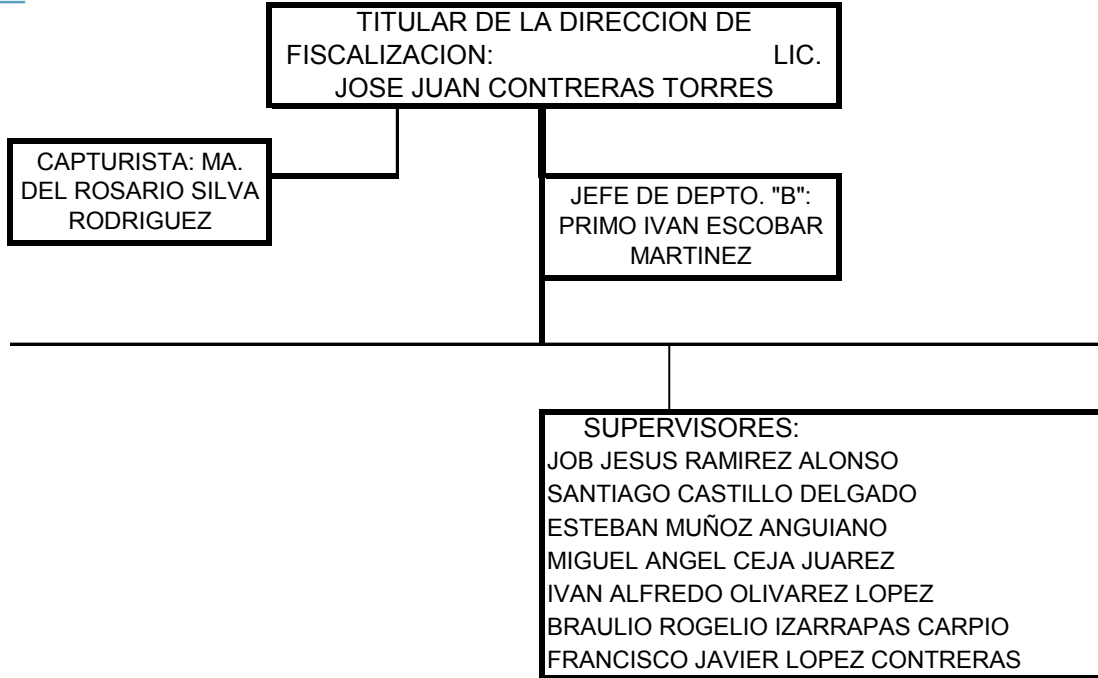 TITULAR DE LA DIRECCION DE
FISCALIZACION: LIC.
JOSE JUAN CONTRERAS TORRES
CAPTURISTA: MA.
DEL ROSARIO SILVA
RODRIGUEZ
JEFE DE DEPTO. "B":
PRIMO IVAN ESCOBAR
MARTINEZ
SUPERVISORES:
JOB JESUS RAMIREZ ALONSO
SANTIAGO CASTILLO DELGADO
ESTEBAN MUÑOZ ANGUIANO
MIGUEL ANGEL CEJA JUAREZ
IVAN ALFREDO OLIVAREZ LOPEZ
BRAULIO ROGELIO IZARRAPAS CARPIO
FRANCISCO JAVIER LOPEZ CONTRERAS